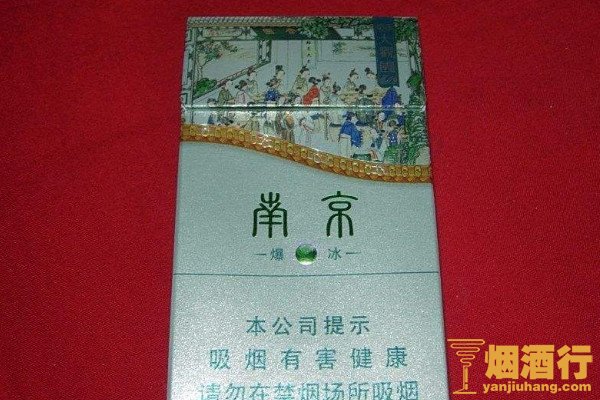 南京
爆 冰
本公司提示
吸烟有害健康
请勿在禁烟场所吸烟
烟酒行
yanjiuhang.com